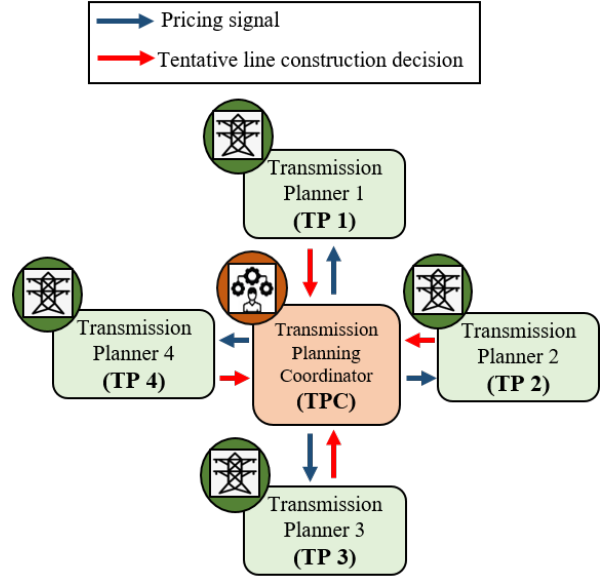 Pricing signal
Tentative line construction decision
Transmission
Planner 1
(TP 1)
Transmission
Planner 4
(TP 4)
Transmission
Planning
Coordinator
(TPC)
Transmission
Planner 2
(TP 2)
Transmission
Planner 3
(TP 3)